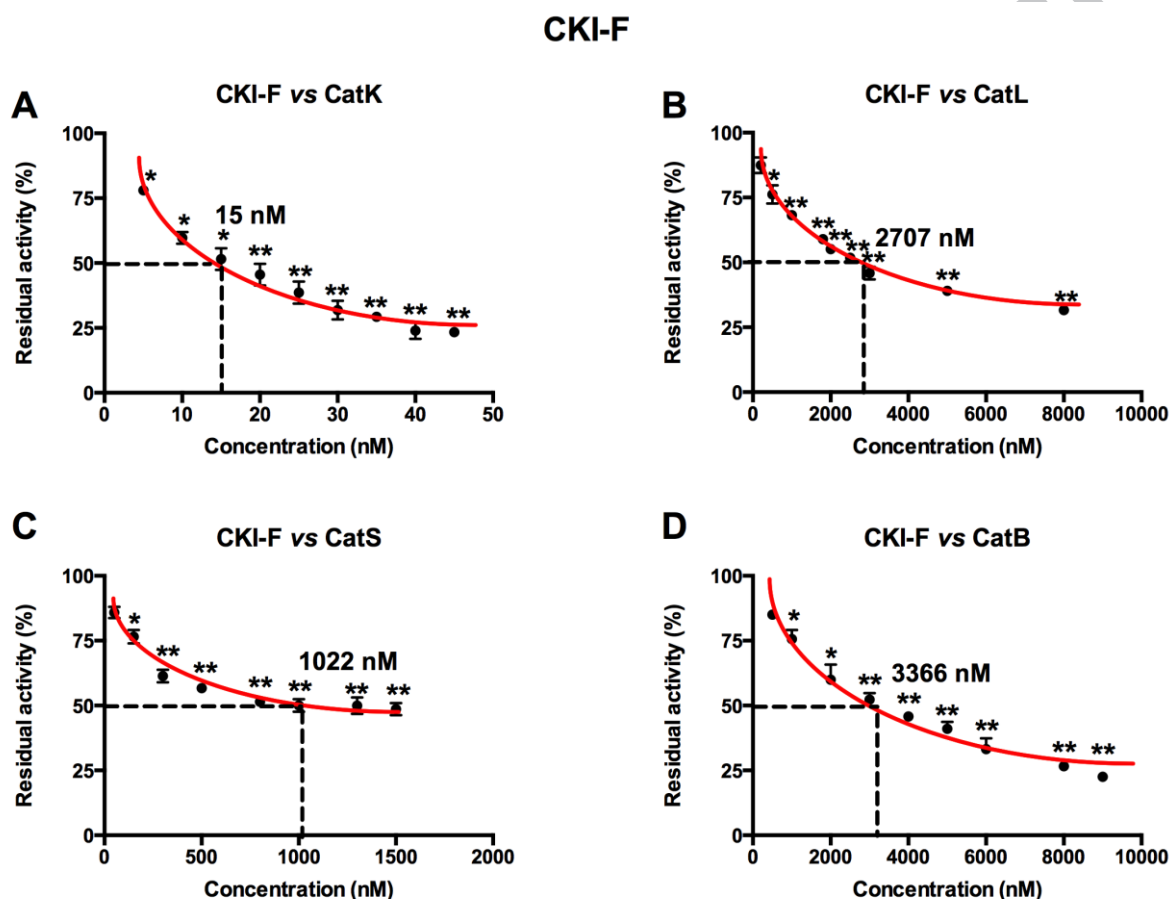 CKI-F
A
CKI-F vs CatK
Residual activity (%)
100
75
50
25
0
* * * ** ** ** ** ** **
15 nM
0 10 20 30 40 50
Concentration (nM)
B
CKI-F vs CatL
Residual activity (%)
100
75
50
25
0
* ** ** ** ** ** ** **
2707 nM
0 2000 4000 6000 8000 10000
Concentration (nM)
C
CKI-F vs CatS
Residual activity (%)
100
75
50
25
0
* ** ** ** ** ** **
1022 nM
0 500 1000 1500 2000
Concentration (nM)
D
CKI-F vs CatB
Residual activity (%)
100
75
50
25
0
* * ** ** ** ** ** **
3366 nM
0 2000 4000 6000 8000 10000
Concentration (nM)